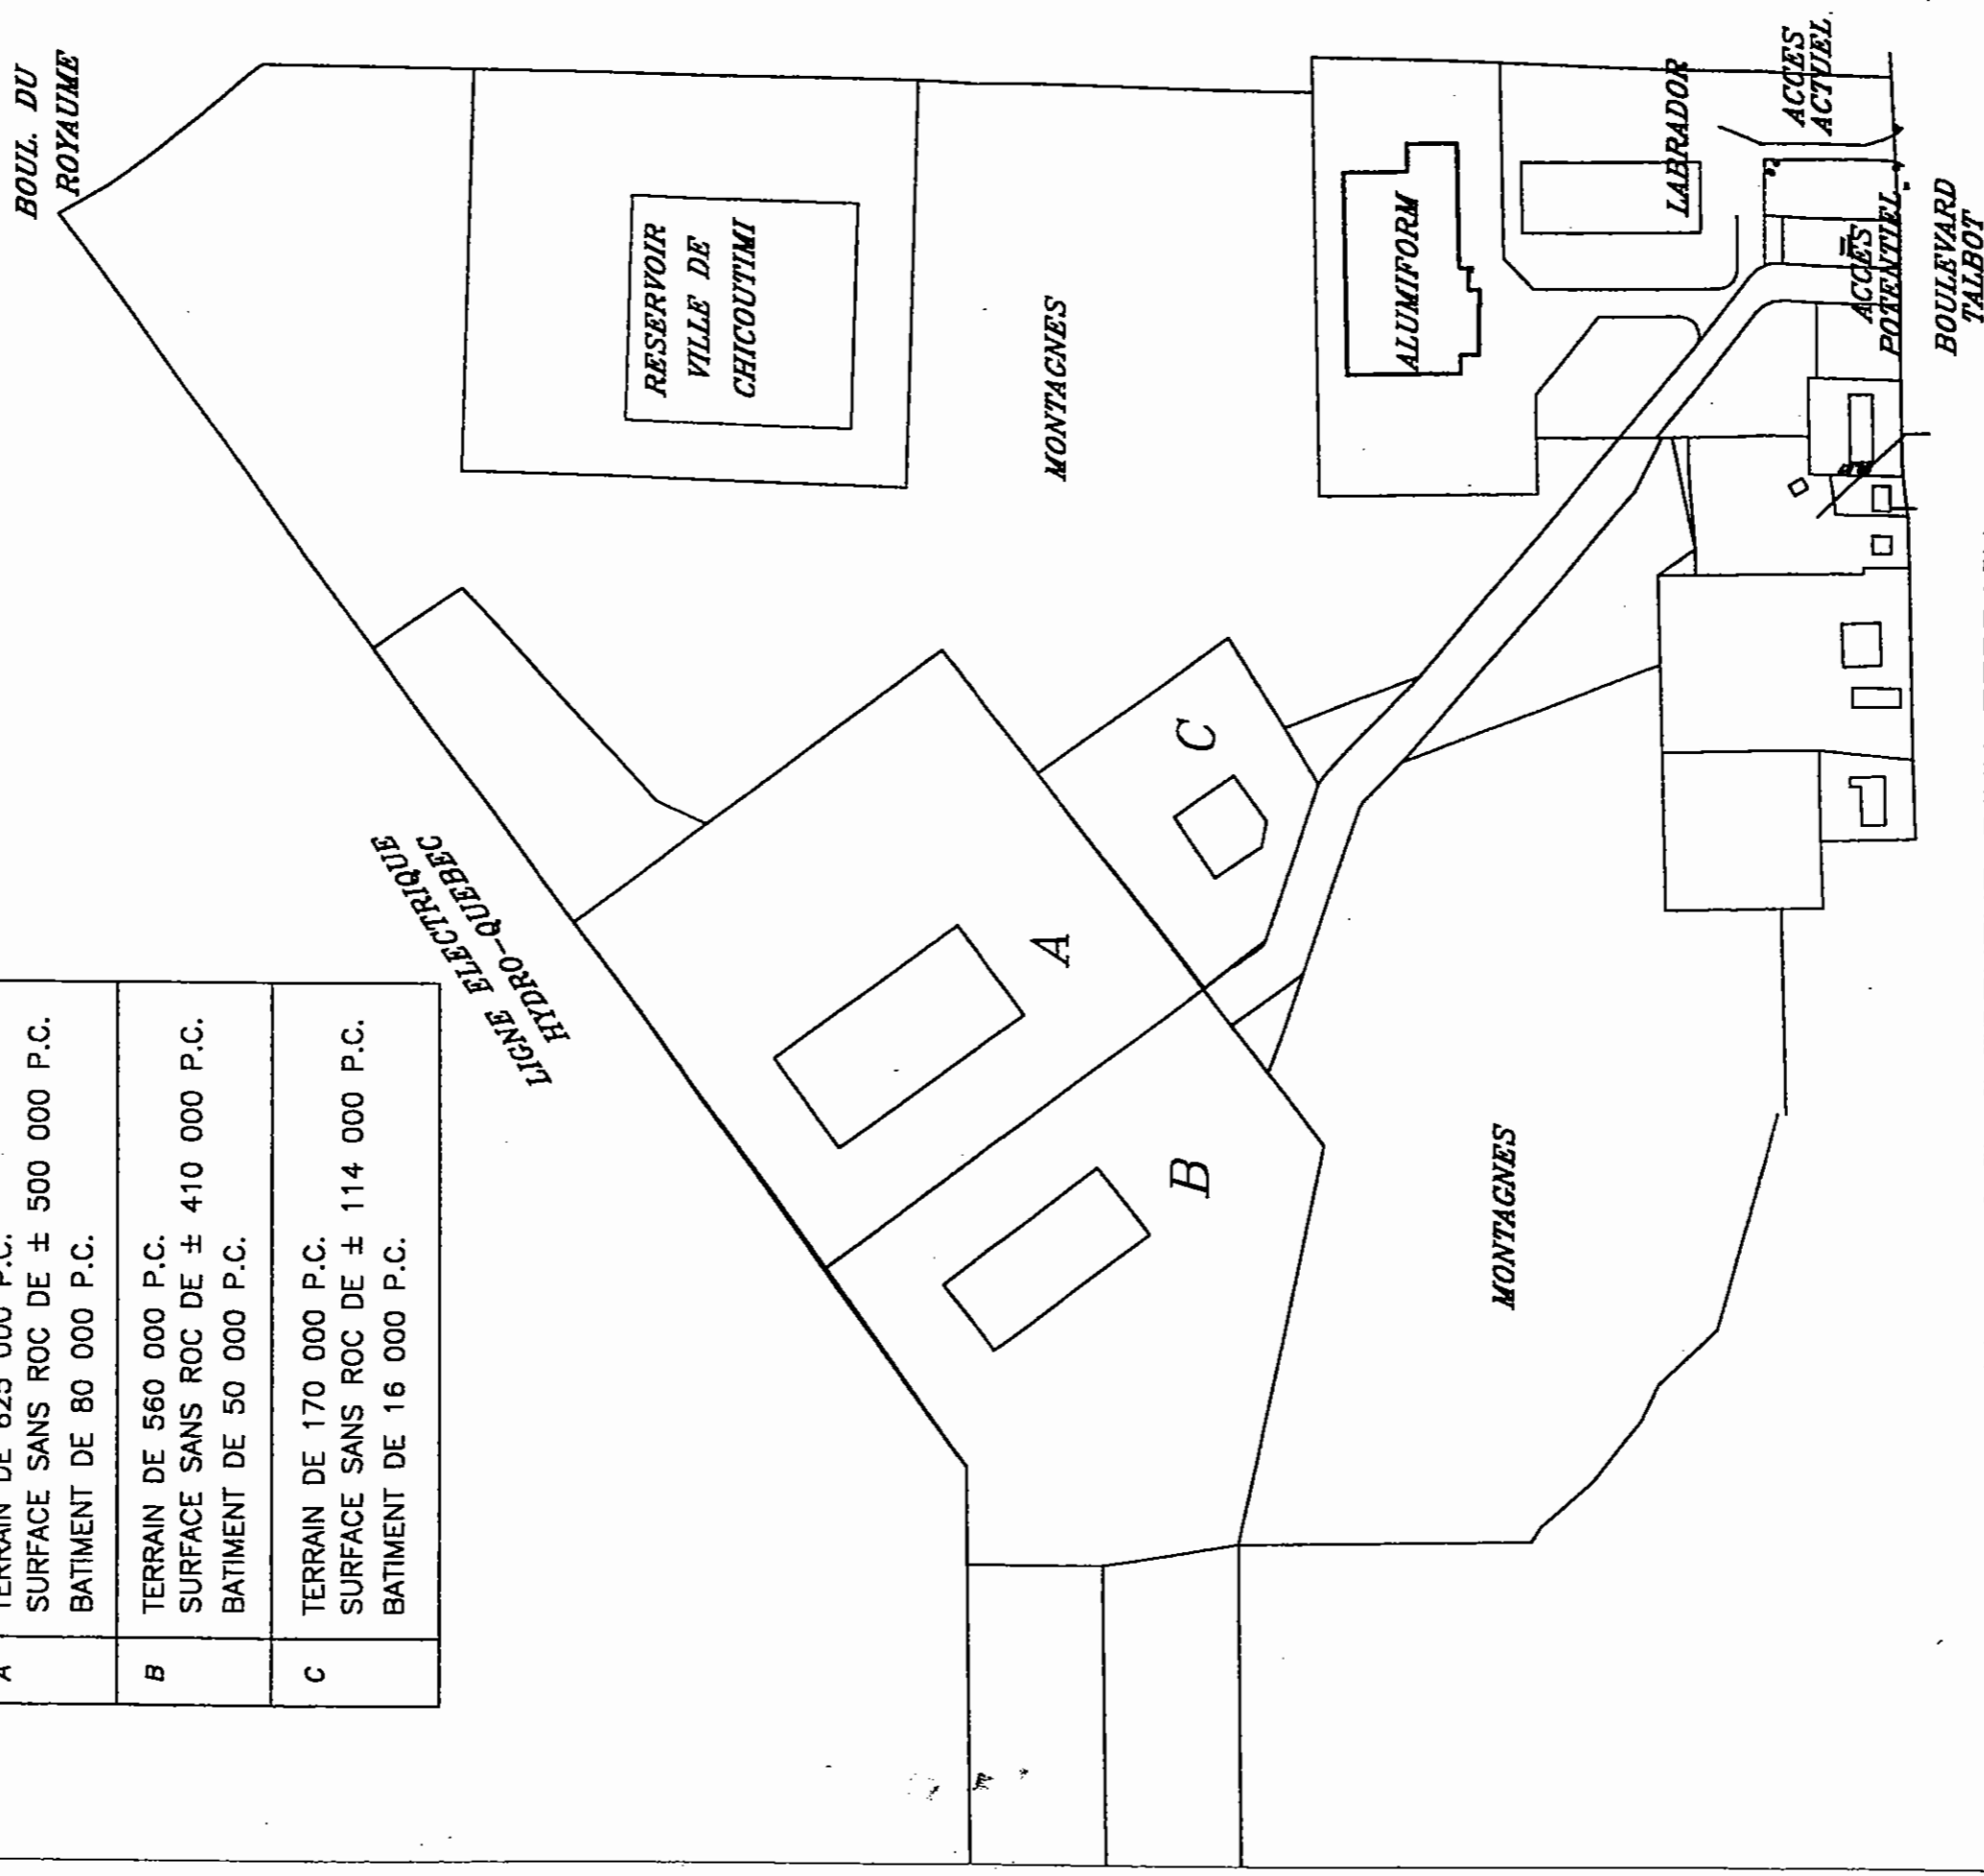 BOUL. DU
ROYAUME
RESERVOIR
VILLE DE
CHICOUTIMI
MONTAGNES
ALUMIFORM
LABRADOR
ACCES
ACTUEL
ACCES
POTENTIEL
BOULEVARD
TALBOT
LIGNE ELECTRIQUE
HYDRO-QUEBEC
A
B
C
MONTAGNES
A
TERRAIN DE
SURFACE SANS ROC DE ± 500 000 P.C.
BATIMENT DE 80 000 P.C.
B
TERRAIN DE 560 000 P.C.
SURFACE SANS ROC DE ± 410 000 P.C.
BATIMENT DE 50 000 P.C.
C
TERRAIN DE 170 000 P.C.
SURFACE SANS ROC DE ± 114 000 P.C.
BATIMENT DE 16 000 P.C.